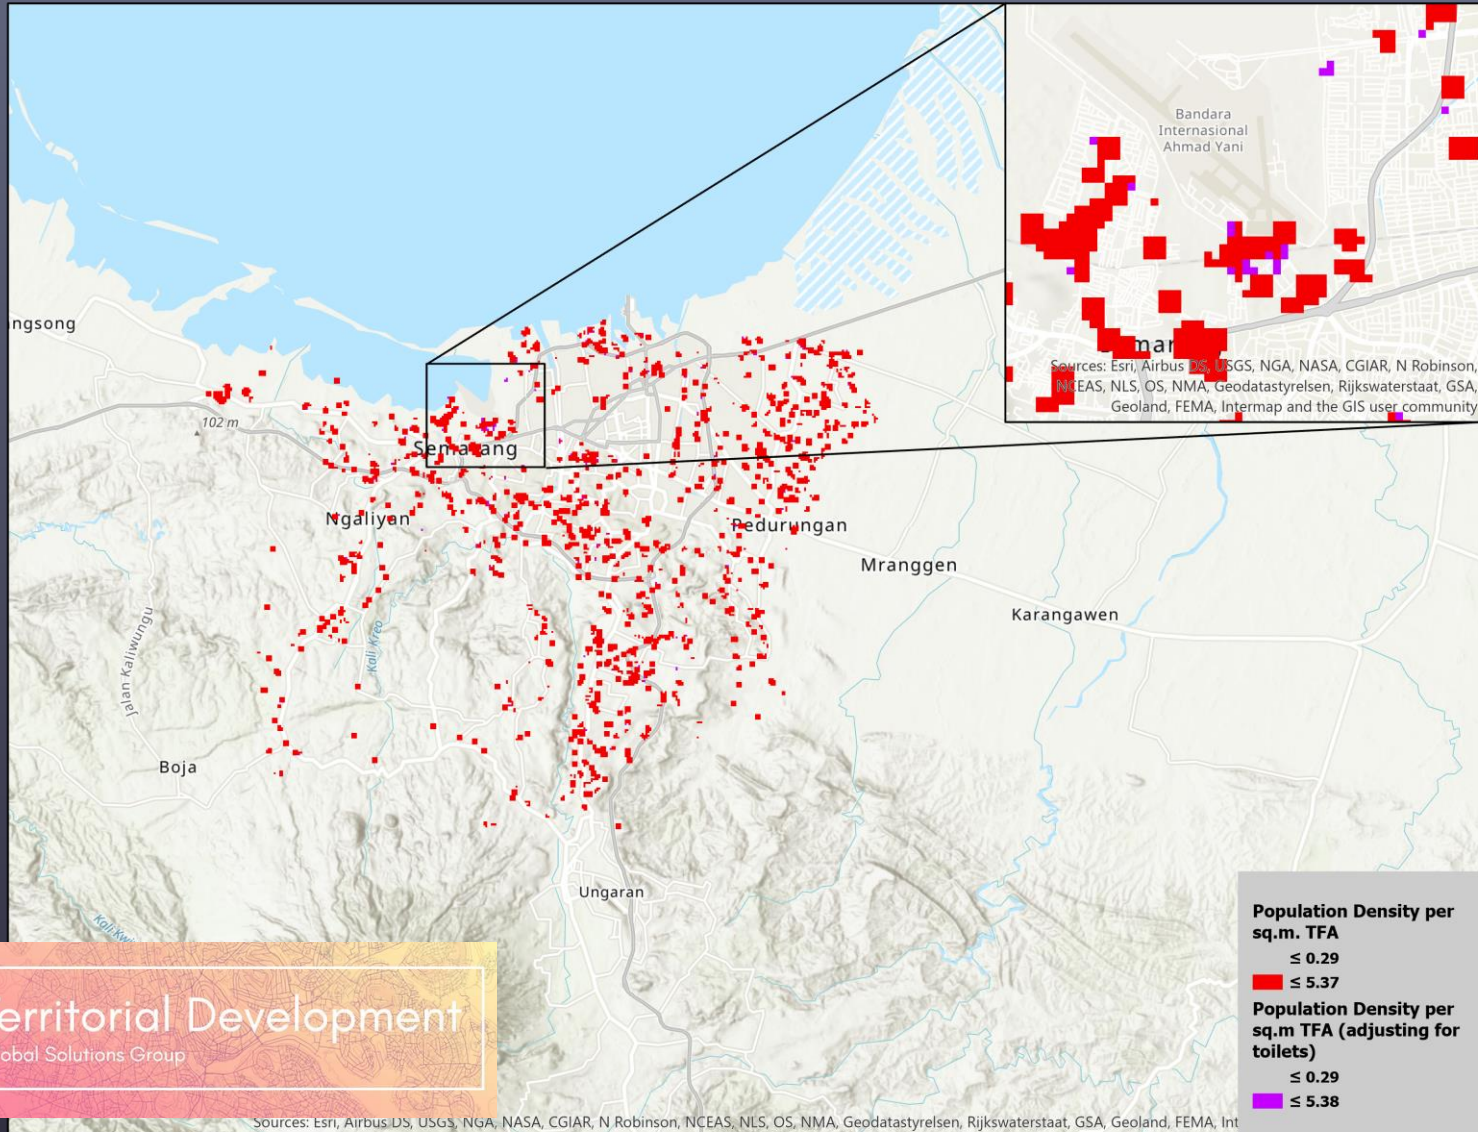 Bandara
Internasional
Ahmad Yani
Sources: Esri, Airbus DS, USGS, NGA, NASA, CGIAR, N Robinson,
NCEAS, NLS, OS, NMA, Geodatastyrelsen, Rijkswaterstaat, GSA,
Geoland, FEMA, Intermap and the GIS user community
ngsong
102 m
Semarang
Ngaliyan
Pedurungan
Mranggen
Karangawen
Jalan Kaliwungu
Kali Kreo
Boja
Ungaran
Population Density per
sq.m. TFA
≤ 0.29
≤ 5.37
Population Density per
sq.m TFA (adjusting for
toilets)
≤ 0.29
≤ 5.38
erritorial Development
obal Solutions Group
Sources: Esri, Airbus DS, USGS, NGA, NASA, CGIAR, N Robinson, NCEAS, NLS, OS, NMA, Geodatastyrelsen, Rijkswaterstaat, GSA, Geoland, FEMA, Int